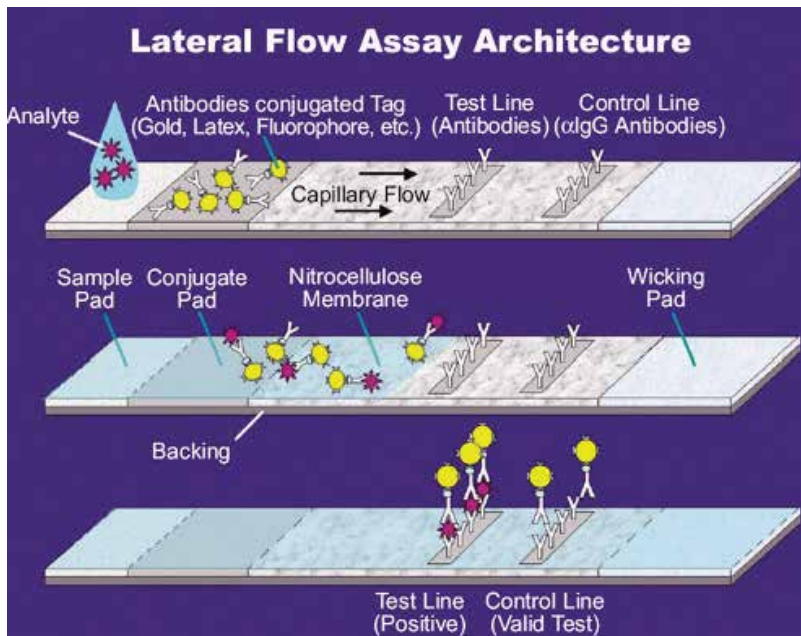 Lateral Flow Assay Architecture
Analyte
Antibodies conjugated Tag
(Gold, Latex, Fluorophore, etc.)
Test Line
(Antibodies)
Control Line
(αIgG Antibodies)
Capillary Flow
Sample
Pad
Conjugate
Pad
Nitrocellulose
Membrane
Wicking
Pad
Backing
Test Line
(Positive)
Control Line
(Valid Test)